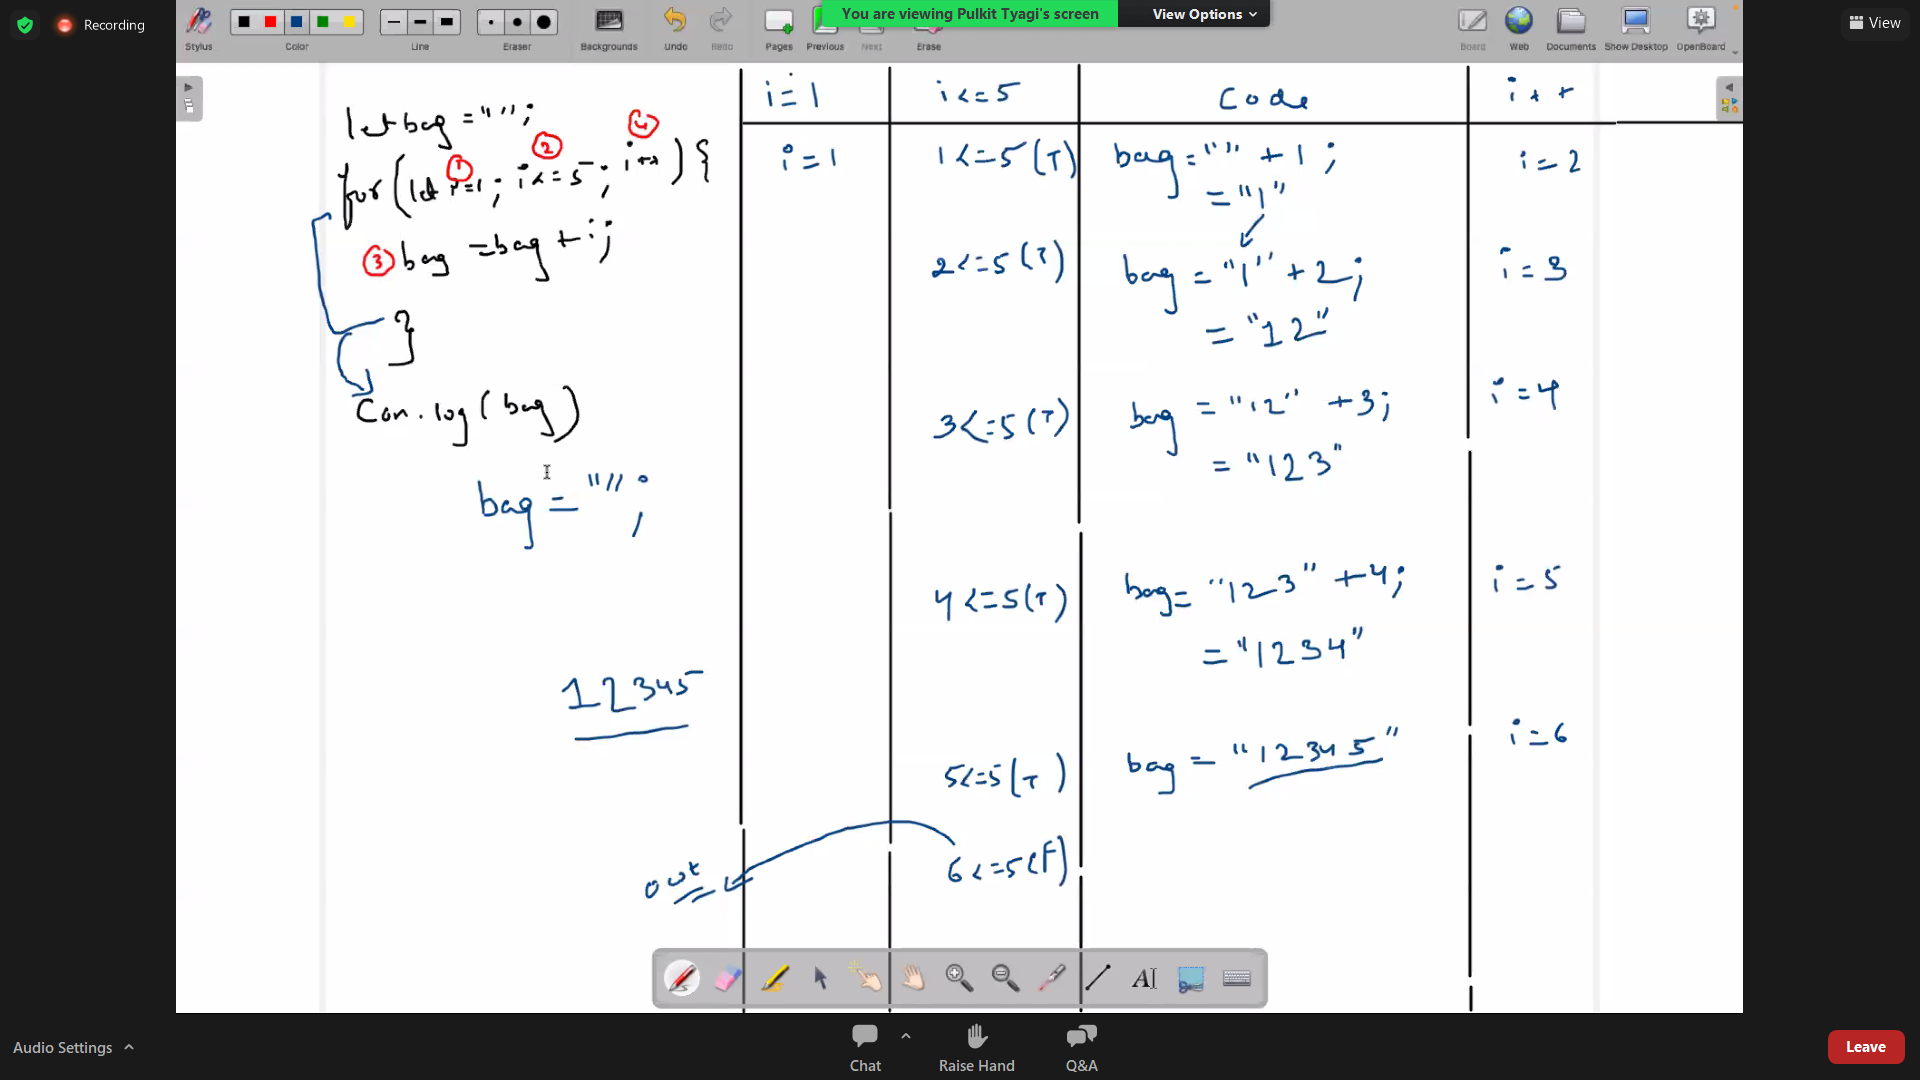 Recording
Stylus
Color
Line
Eraser
Backgrounds
Undo
Redo
Pages
Previous
Next
Erase
You are viewing Pulkit Tyagi's screen
View Options
Board
Web
Documents
Show Desktop
OpenBoard
View
let bag = "";
1 2 4
for(let i=1; i<=5; i++){
3 bag = bag + i;
}
Con.log(bag)
bag = "";
12345
out
i=1 i<=5 Code i++
i=1 1<=5(T) bag="" + 1; i=2
= "1"
2<=5(T) bag = "1" + 2; i=3
= "12"
3<=5(T) bag = "12" +3; i=4
= "123"
4<=5(T) bag= "123" +4; i=5
= "1234"
5<=5(T) bag = "12345" i=6
6<=5(F)
A
Audio Settings
Chat
Raise Hand
Q&A
Leave